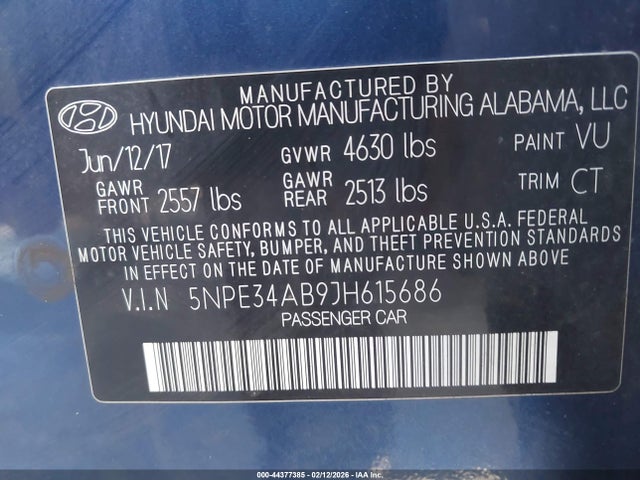 MANUFACTURED BY
HYUNDAI MOTOR MANUFACTURING ALABAMA, LLC
Jun/12/17 GVWR 4630 lbs PAINT VU
GAWR FRONT 2557 lbs GAWR REAR 2513 lbs TRIM CT
THIS VEHICLE CONFORMS TO ALL APPLICABLE U.S.A. FEDERAL
MOTOR VEHICLE SAFETY, BUMPER, AND THEFT PREVENTION STANDARDS
IN EFFECT ON THE DATE OF MANUFACTURE SHOWN ABOVE
V.I.N 5NPE34AB9JH615686
PASSENGER CAR
000-44377385 - 02/12/2026 - IAA Inc.